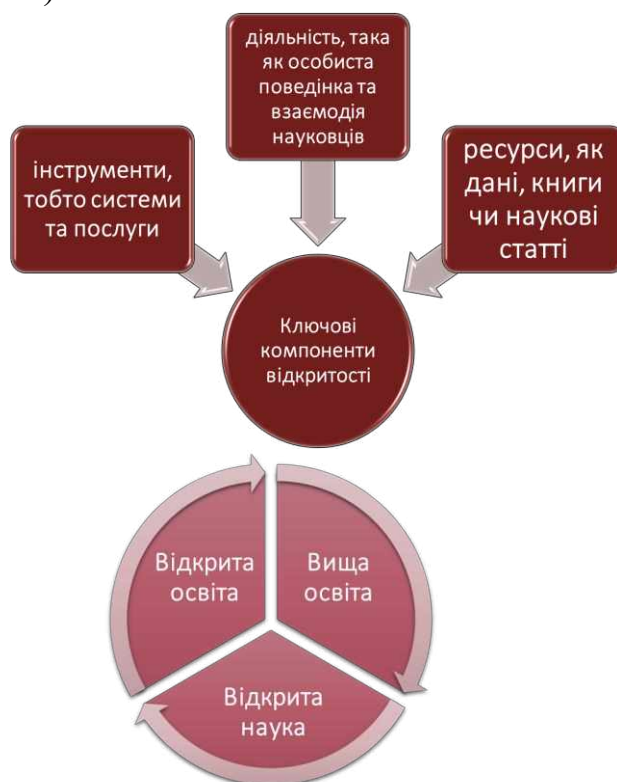 )
діяльність, така
як особиста
поведінка та
взаємодія
науковців
інструменти,
тобто системи
та послуги
ресурси, як
дані, книги
чи наукові
статті
Ключові
компоненти
відкритості
Відкрита
освіта
Вища
освіта
Відкрита
наука